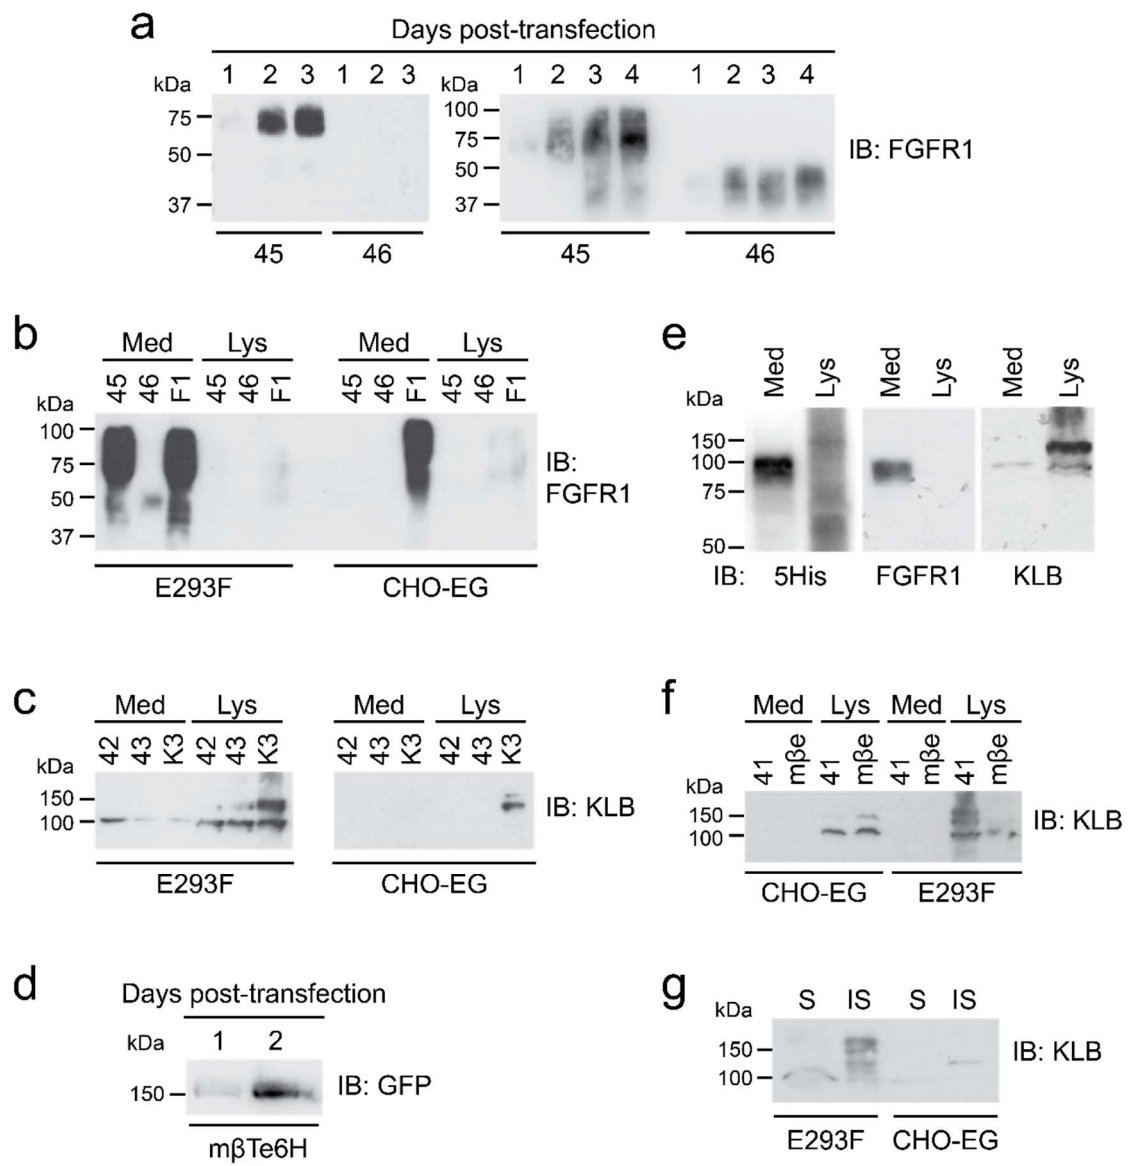 a
Days post-transfection
kDa 1 2 3 1 2 3 kDa 1 2 3 4 1 2 3 4
75 100
50 75
37 50
37
IB: FGFR1
45 46 45 46
b
Med Lys Med Lys
45 46 F1 45 46 F1 45 46 F1 45 46 F1
kDa
100
75
50
37
IB:
FGFR1
E293F CHO-EG
e
Med Lys Med Lys Med Lys
kDa
150
100
75
50
IB: 5His FGFR1 KLB
c
Med Lys Med Lys
42 43 K3 42 43 K3 42 43 K3 42 43 K3
kDa
150
100
IB: KLB
E293F CHO-EG
f
Med Lys Med Lys
41 mβe 41 mβe 41 mβe 41 mβe
kDa
150
100
IB: KLB
CHO-EG E293F
d
Days post-transfection
kDa 1 2
150
IB: GFP
mβTe6H
g
kDa S IS S IS
150
100
IB: KLB
E293F CHO-EG